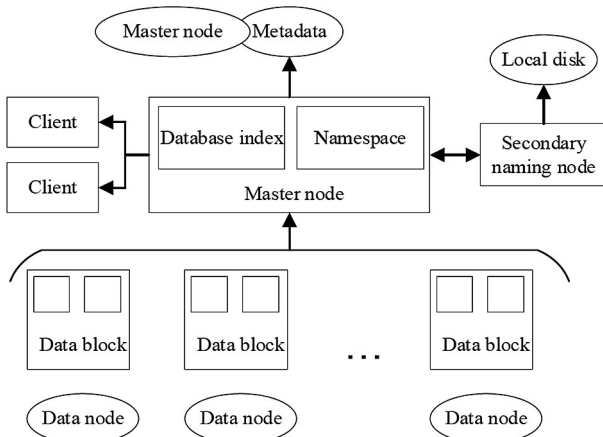 Master node
Metadata
Local disk
Client
Client
Database index
Namespace
Master node
Secondary
naming node
Data block
Data block
...
Data block
Data node
Data node
Data node